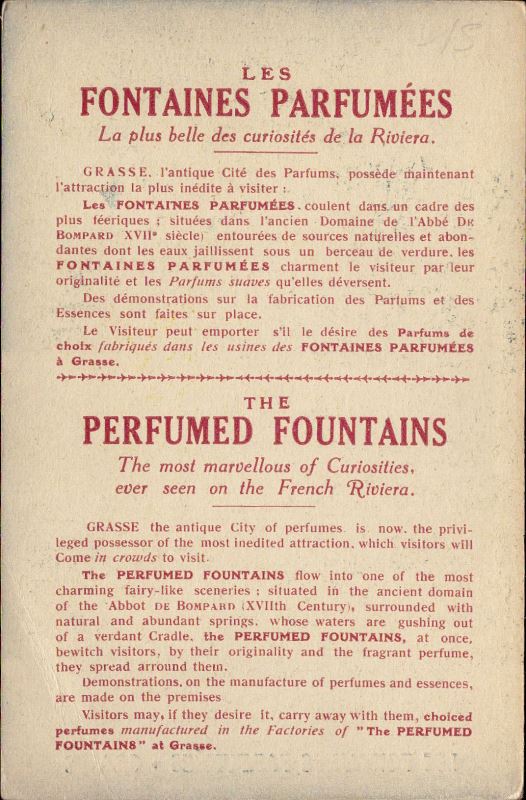 LES
FONTAINES PARFUMÉES
La plus belle des curiosités de la Riviera.
GRASSE, l'antique Cité des Parfums, possède maintenant
l'attraction la plus inédite à visiter :
Les FONTAINES PARFUMÉES coulent dans un cadre des
plus féeriques ; situées dans l'ancien Domaine de l'Abbé DE
BOMPARD XVIIe siècle) entourées de sources naturelles et abon-
dantes dont les eaux jaillissent sous un berceau de verdure, les
FONTAINES PARFUMÉES charment le visiteur par leur
originalité et les Parfums suaves qu'elles déversent.
Des démonstrations sur la fabrication des Parfums et des
Essences sont faites sur place.
Le Visiteur peut emporter s'il le désire des Parfums de
choix fabriqués dans les usines des FONTAINES PARFUMÉES
à Grasse.
THE
PERFUMED FOUNTAINS
The most marvellous of Curiosities,
ever seen on the French Riviera.
GRASSE the antique City of perfumes is now, the privi-
leged possessor of the most inedited attraction, which visitors will
Come in crowds to visit.
The PERFUMED FOUNTAINS flow into one of the most
charming fairy-like sceneries ; situated in the ancient domain
of the Abbot DE BOMPARD (XVIIth Century), surrounded with
natural and abundant springs, whose waters are gushing out
of a verdant Cradle, the PERFUMED FOUNTAINS, at once,
bewitch visitors, by their originality and the fragrant perfume,
they spread arround them.
Demonstrations, on the manufacture of perfumes and essences,
are made on the premises
Visitors may, if they desire it, carry away with them, choiced
perfumes manufactured in the Factories of "The PERFUMED
FOUNTAINS" at Grasse.